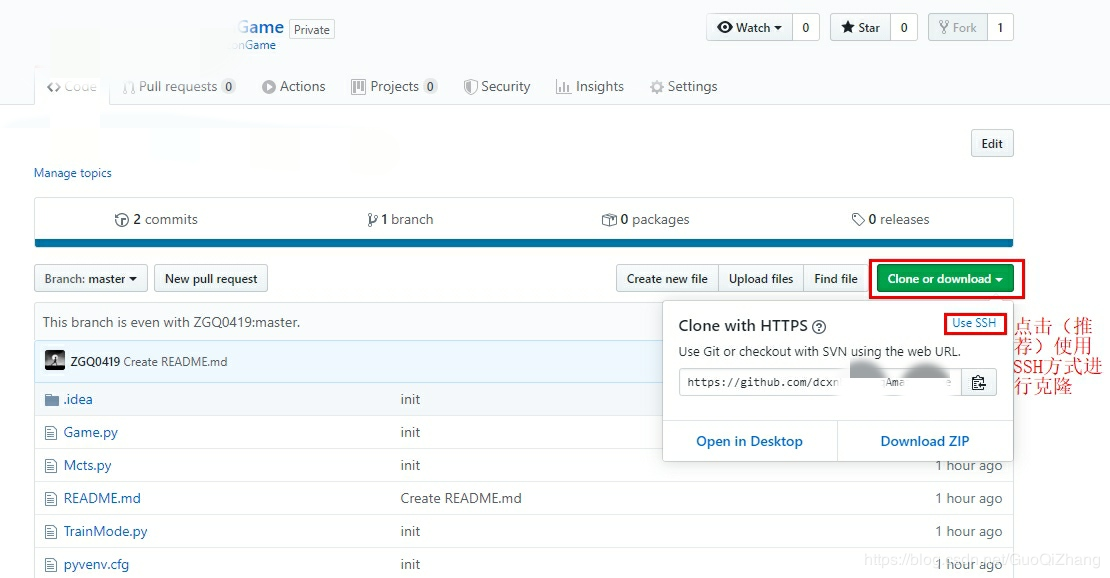 Game Private
onGame
Watch 0 Star 0 Fork 1
Code Pull requests 0 Actions Projects 0 Security Insights Settings
Edit
Manage topics
2 commits 1 branch 0 packages 0 releases
Branch: master New pull request Create new file Upload files Find file Clone or download
This branch is even with ZGQ0419:master.
Clone with HTTPS Use SSH
Use Git or checkout with SVN using the web URL.
https://github.com/dcxn
Ama
Open in Desktop Download ZIP
点击（推
荐）使用
SSH方式进
行克隆
ZGQ0419 Create README.md
.idea init
Game.py init
Mcts.py init 1 hour ago
README.md Create README.md 1 hour ago
TrainMode.py init 1 hour ago
pyvenv.cfg init 1 hour ago
https://blog.csdn.net/GuoQiZhang